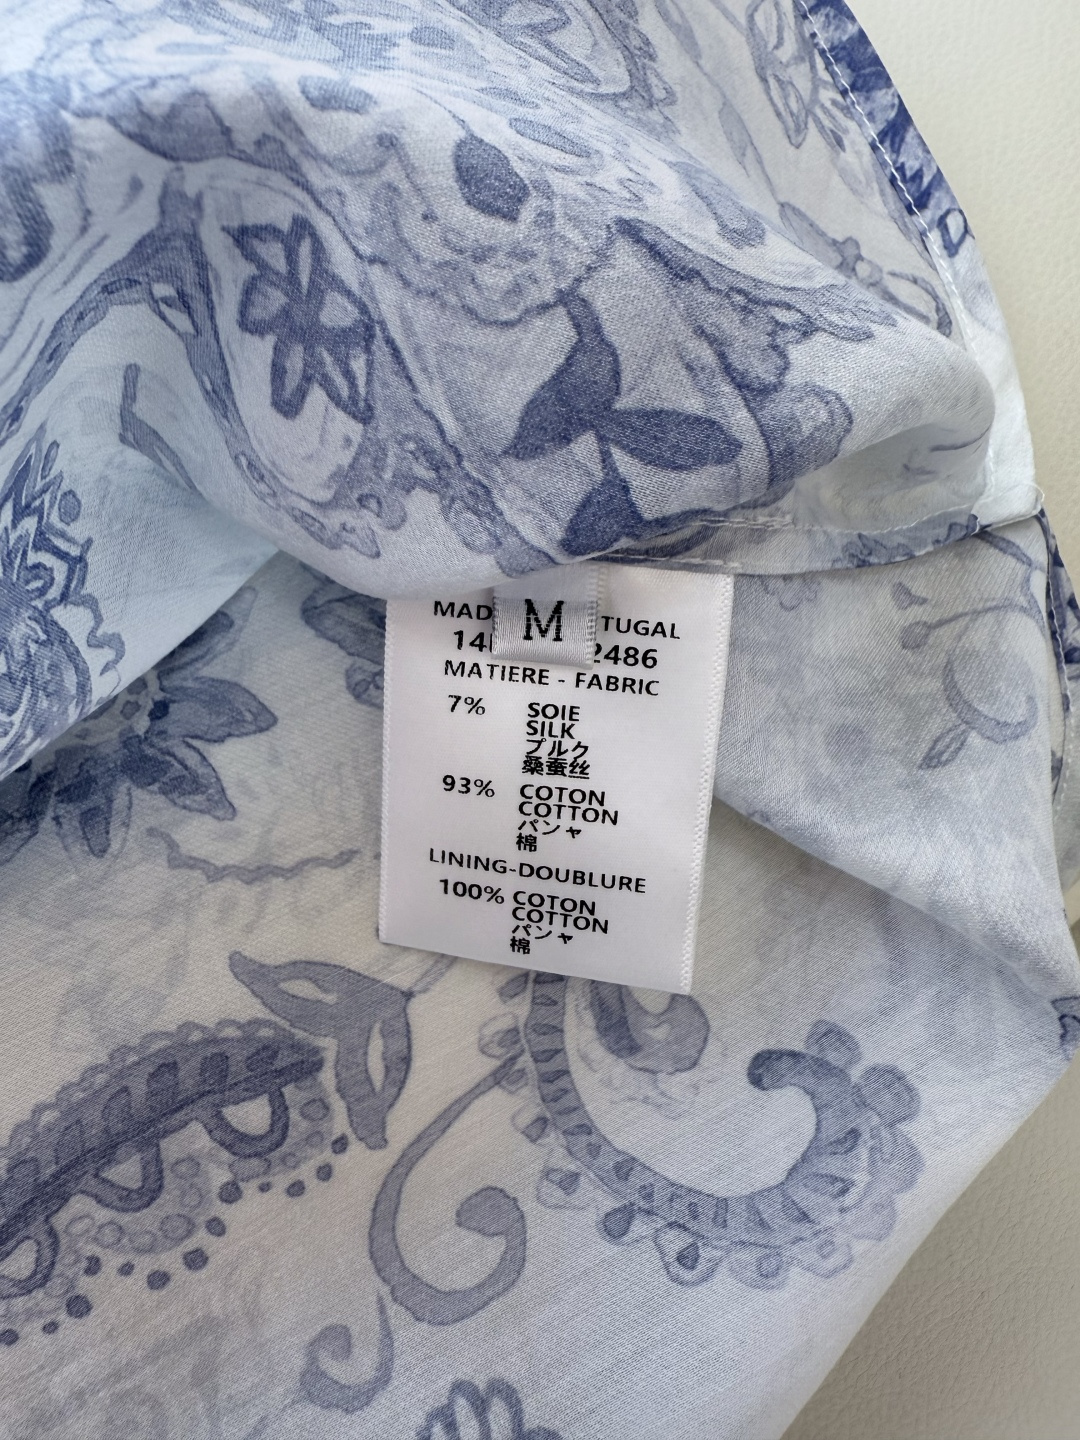 M
MAD TUGAL
14 2486
MATIERE - FABRIC
7% SOIE
SILK
プルク
桑蚕丝
93% COTON
COTTON
パンャ
棉
LINING-DOUBLURE
100% COTON
COTTON
パンャ
棉